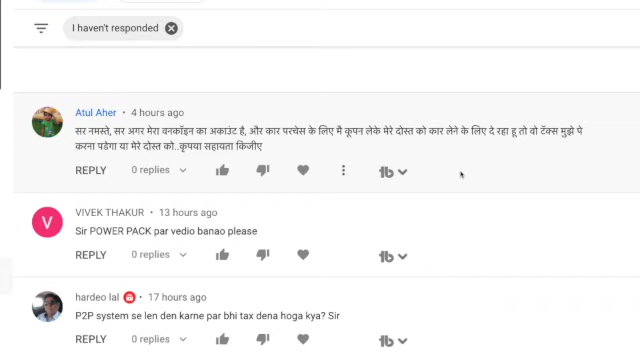 I haven't responded
Atul Aher • 4 hours ago
सर नमस्ते, सर अगर मेरा वनकॉइन का अकाउंट है, और कार परचेस के लिए मै कूपन लेके मेरे दोस्त को कार लेने के लिए दे रहा हू तो वो टॅक्स मुझे पे
करना पडेगा या मेरे दोस्त को..कृपया सहायता किजीए
REPLY 0 replies
V VIVEK THAKUR • 13 hours ago
Sir POWER PACK par vedio banao please
REPLY 0 replies
hardeo lal • 17 hours ago
P2P system se len den karne par bhi tax dena hoga kya? Sir
REPLY 0 replies